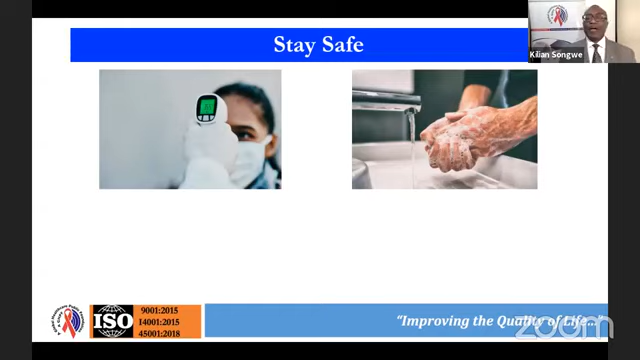 Stay Safe
Kilian Songwe
ISO
9001:2015
14001:2015
45001:2018
"Improving the Quality of Life..."
zoom